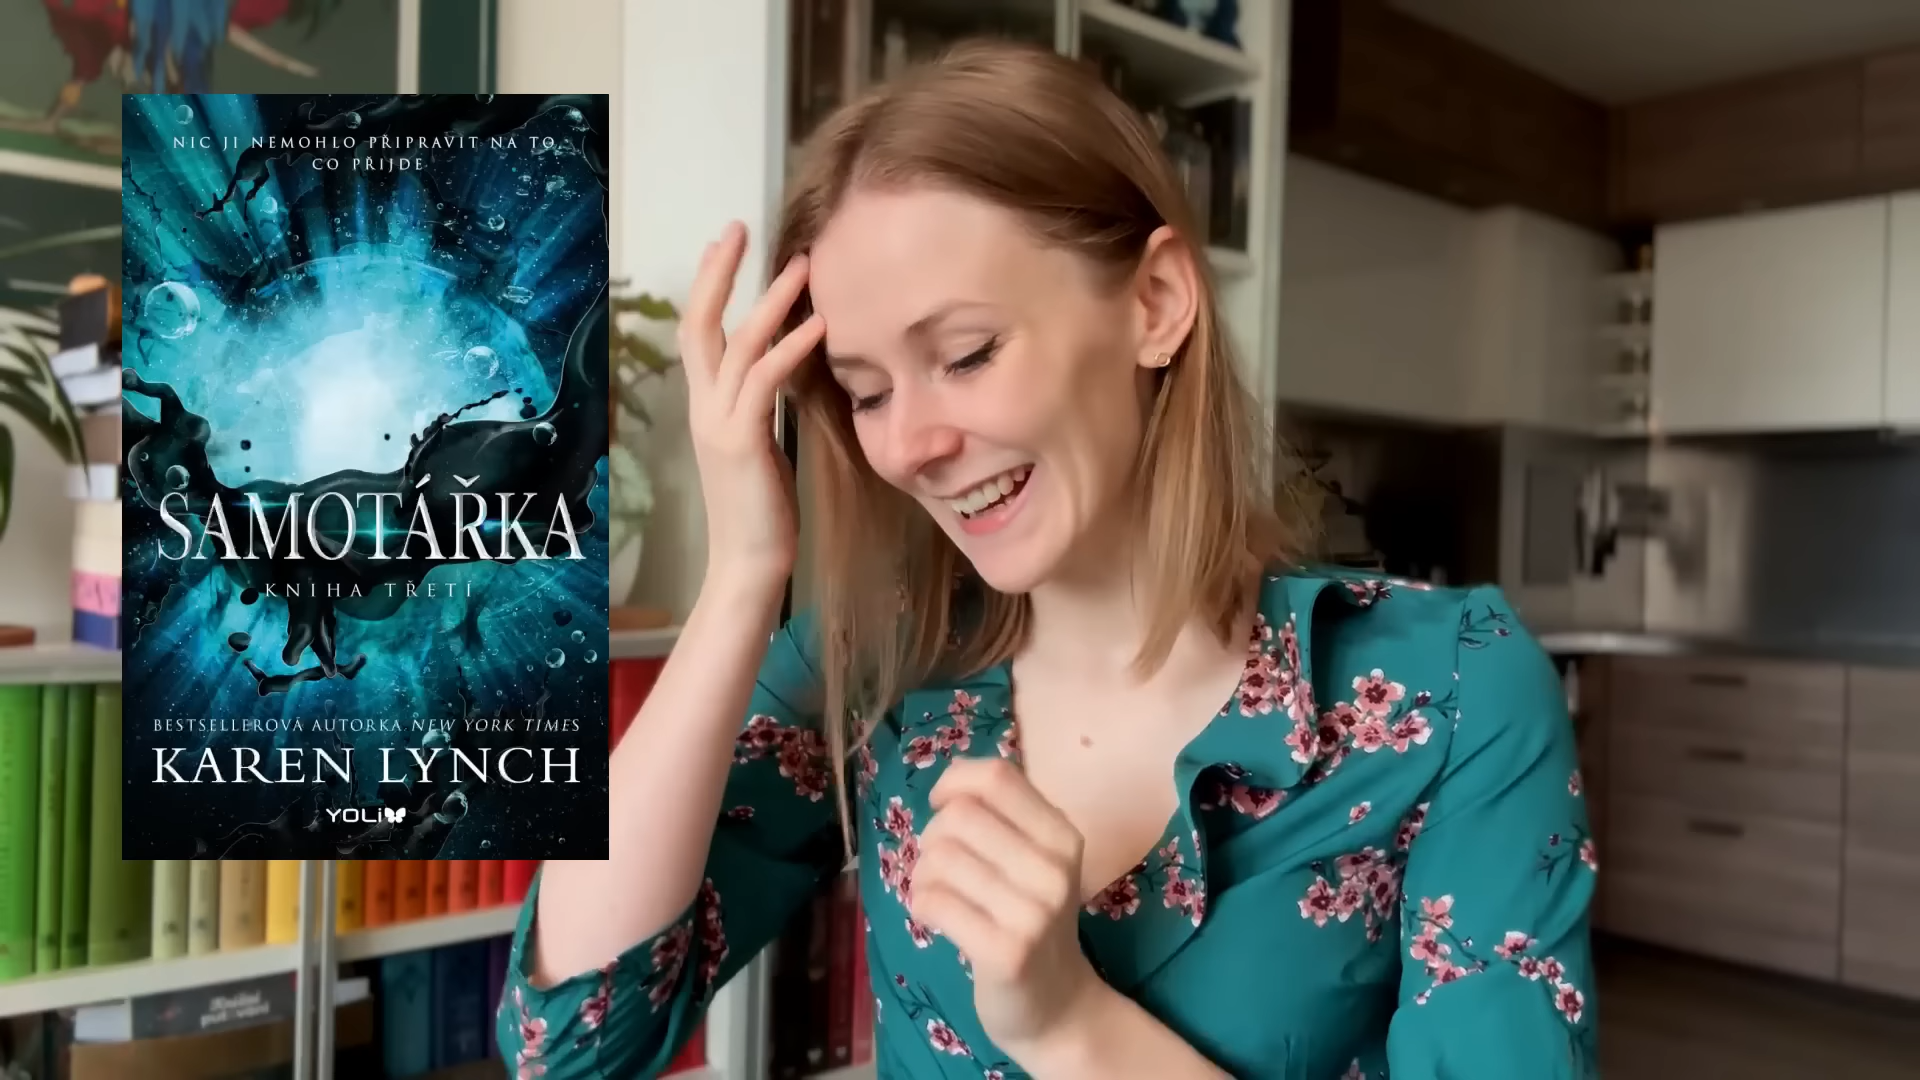 NIC JI NEMOHLO PŘIPRAVIT NA TO,
CO PŘIJDE
SAMOTÁŘKA
KNIHA TŘETÍ
BESTSELLEROVÁ AUTORKA NEW YORK TIMES
KAREN LYNCH
YOLi